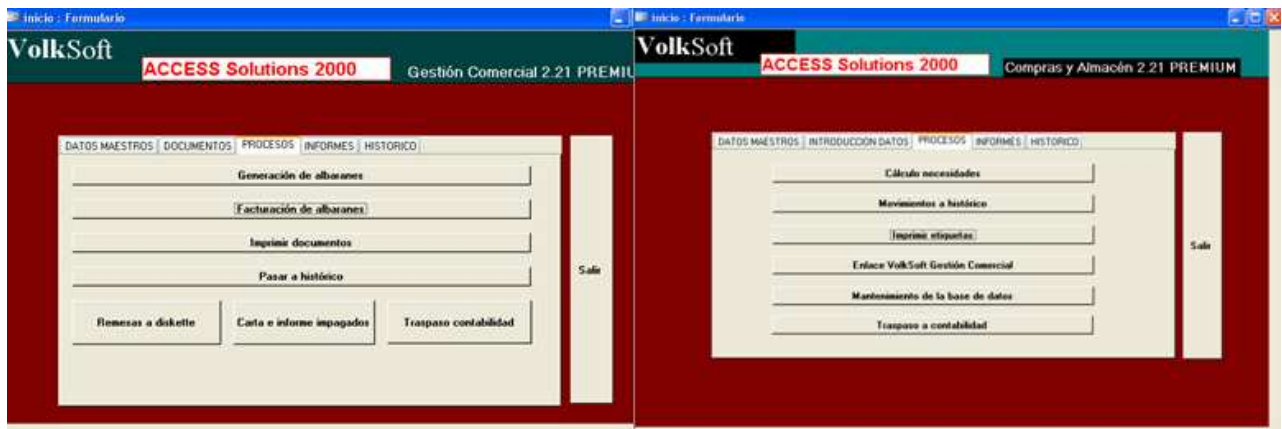 inicio : Formulario
VolkSoft
ACCESS Solutions 2000
Gestión Comercial 2.21 PREMIU
DATOS MAESTROS DOCUMENTOS PROCESOS INFORMES HISTORICO
Generación de albaranes
Facturación de albaranes
Imprimir documentos
Pasar a histórico
Remesas a diskette Carta e informe impagados Traspaso contabilidad
Salir
inicio : Formulario
VolkSoft
ACCESS Solutions 2000
Compras y Almacén 2.21 PREMIUM
DATOS MAESTROS INTRODUCCION DATOS PROCESOS INFORMES HISTORICO
Cálculo necesidades
Movimientos a histórico
Imprimir etiquetas
Enlace VolkSoft Gestión Comercial
Mantenimiento de la base de datos
Traspaso a contabilidad
Salir